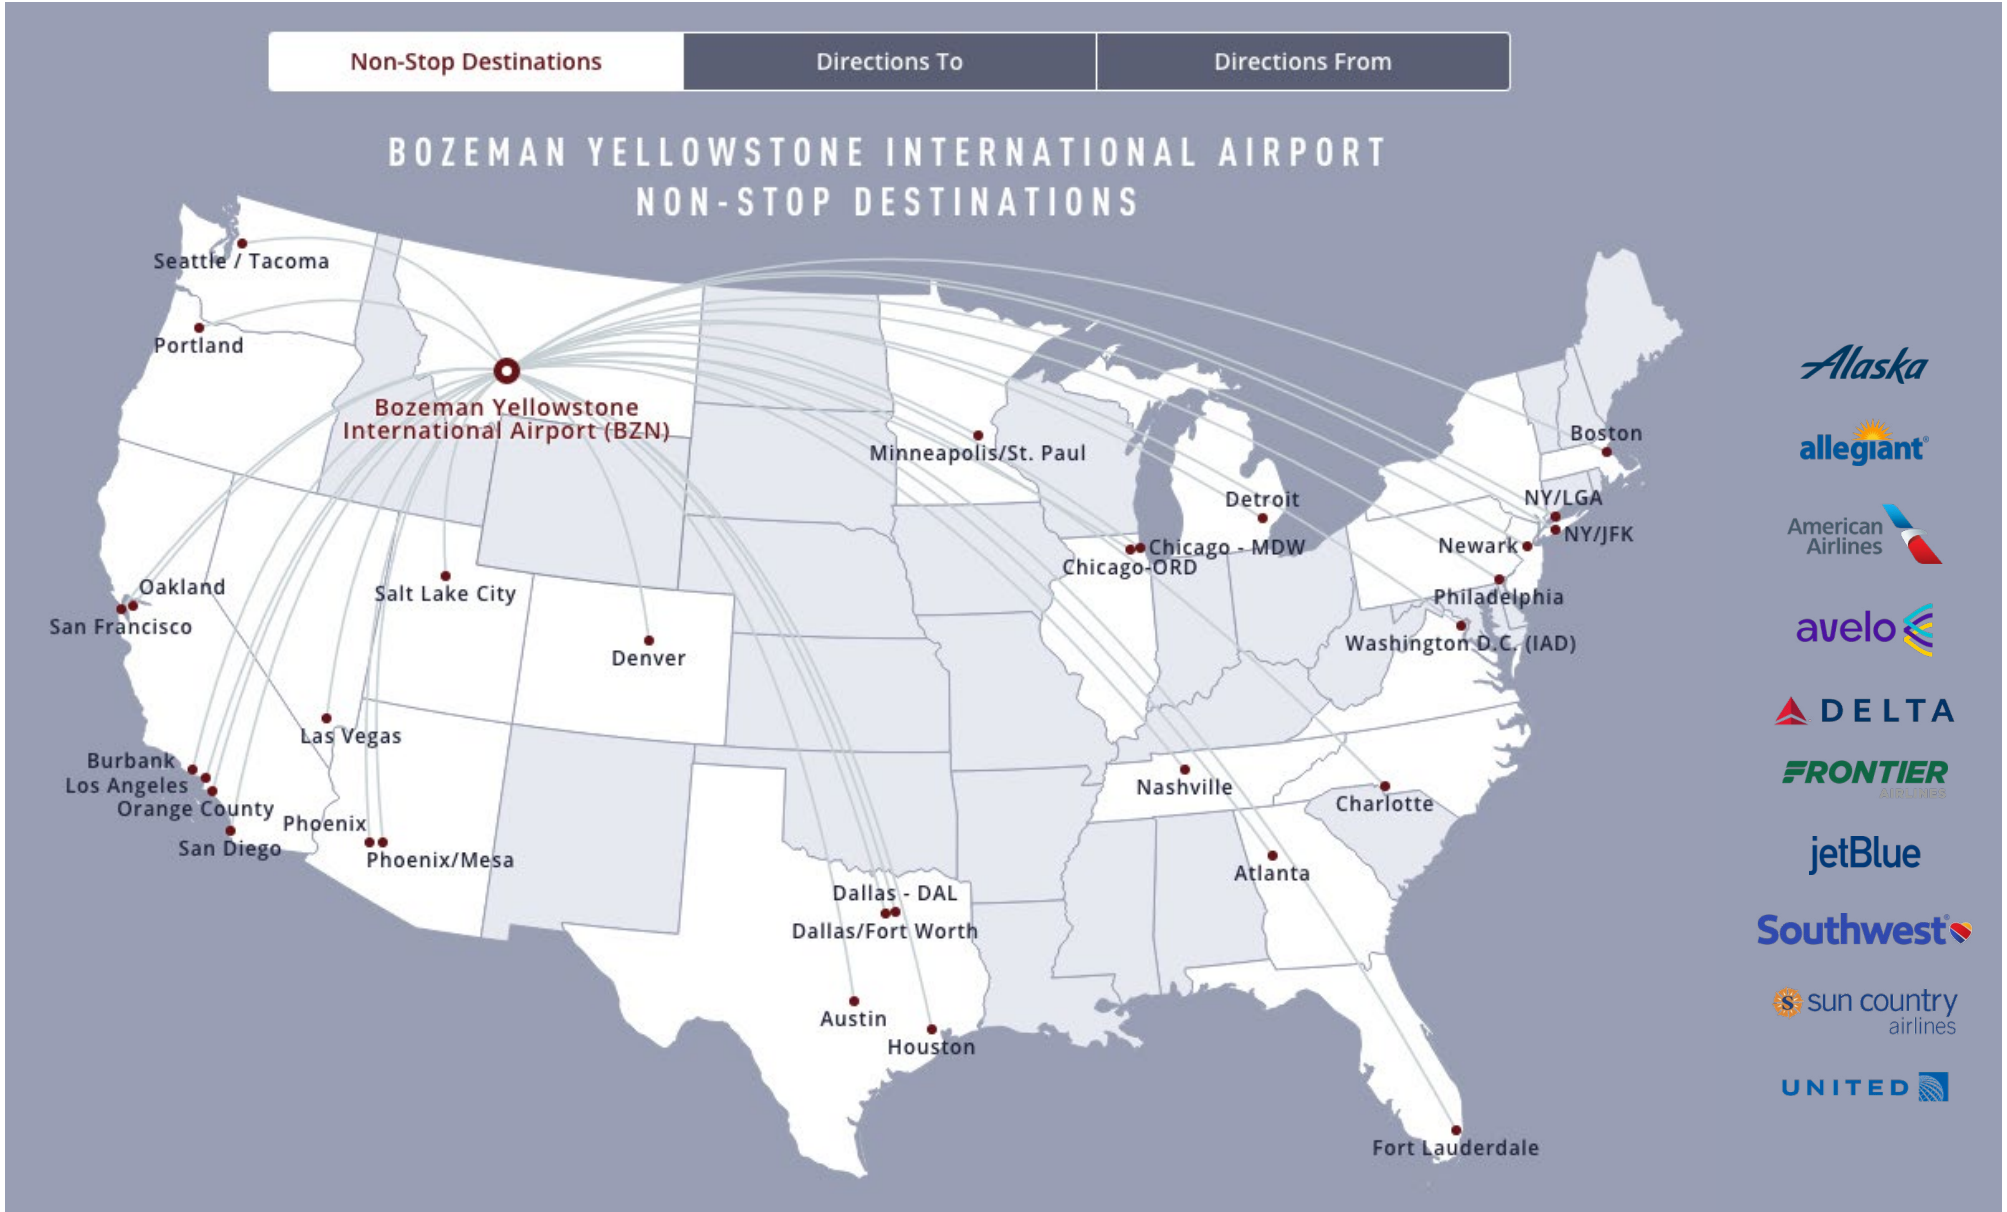 Non-Stop Destinations
Directions To
Directions From
BOZEMAN YELLOWSTONE INTERNATIONAL AIRPORT
NON-STOP DESTINATIONS
Seattle / Tacoma
Portland
Bozeman Yellowstone
International Airport (BZN)
Minneapolis/St. Paul
Boston
Detroit
NY/LGA
NY/JFK
Newark
Chicago - MDW
Chicago-ORD
Philadelphia
Washington D.C. (IAD)
Oakland
San Francisco
Salt Lake City
Denver
Las Vegas
Burbank
Los Angeles
Orange County
San Diego
Phoenix
Phoenix/Mesa
Nashville
Charlotte
Atlanta
Dallas - DAL
Dallas/Fort Worth
Austin
Houston
Fort Lauderdale
Alaska
allegiant®
American
Airlines
avelo
DELTA
FRONTIER
AIRLINES
jetBlue
Southwest®
S sun country
airlines
UNITED